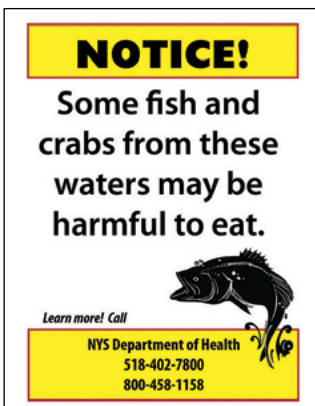 NOTICE!
Some fish and
crabs from these
waters may be
harmful to eat.
Learn more! Call
NYS Department of Health
518-402-7800
800-458-1158